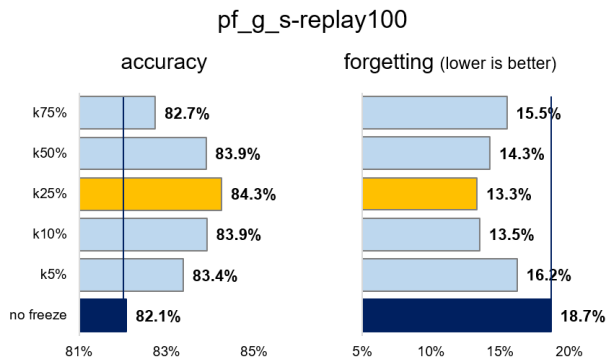 pf_g_s-replay100
accuracy
forgetting (lower is better)
k75%
82.7%
15.5%
k50%
83.9%
14.3%
k25%
84.3%
13.3%
k10%
83.9%
13.5%
k5%
83.4%
16.2%
no freeze
82.1%
18.7%
81% 83% 85%
5% 10% 15% 20%